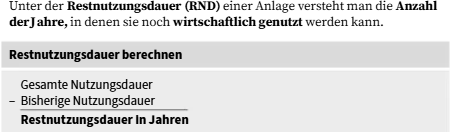 Unter der Restnutzungsdauer (RND) einer Anlage versteht man die Anzahl
der Jahre, in denen sie noch wirtschaftlich genutzt werden kann.
Restnutzungsdauer berechnen
Gesamte Nutzungsdauer
– Bisherige Nutzungsdauer
Restnutzungsdauer in Jahren